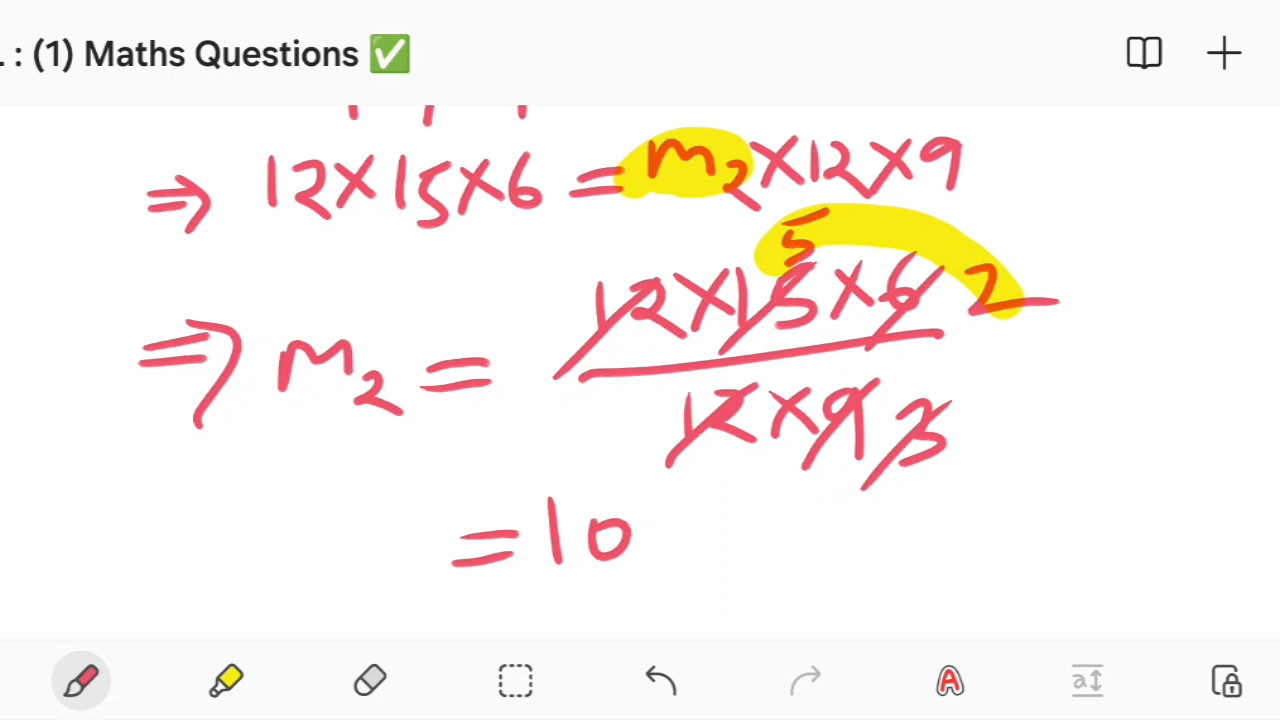 . : (1) Maths Questions ✅
⇒ 12×15×6 = m₂×12×9
5
⇒ m₂ = 12×15×6 2
12×9 3
= 10
A
a